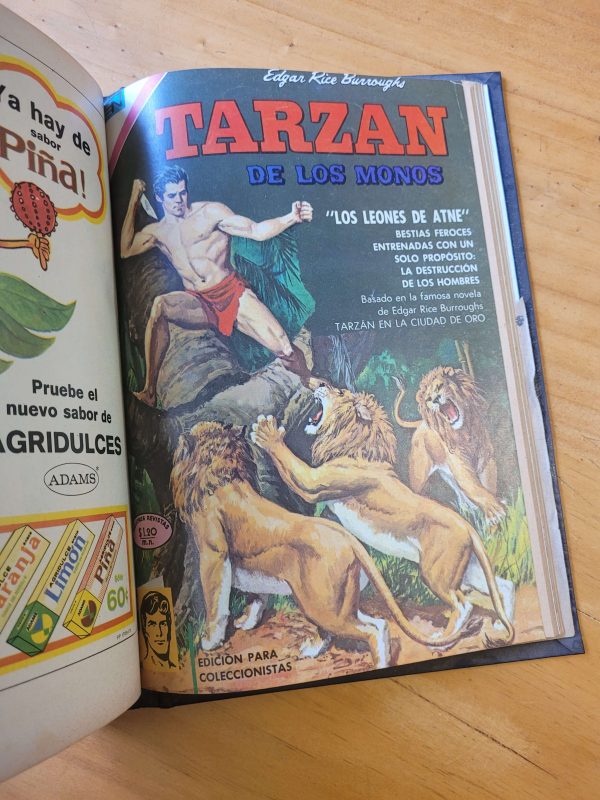 Ya hay de
sabor
Piña!
Pruebe el
nuevo sabor de
AGRIDULCES
ADAMS
Limón
Piña
Sólo
60¢
Edgar Rice Burroughs
TARZAN
DE LOS MONOS
"LOS LEONES DE ATNE"
BESTIAS FEROCES
ENTRENADAS CON UN
SOLO PROPOSITO:
LA DESTRUCCIÓN
DE LOS HOMBRES
Basado en la famosa novela
de Edgar Rice Burroughs
TARZÁN EN LA CIUDAD DE ORO
REVISTAS
$1.20
m.n.
EDICIÓN PARA
COLECCIONISTAS